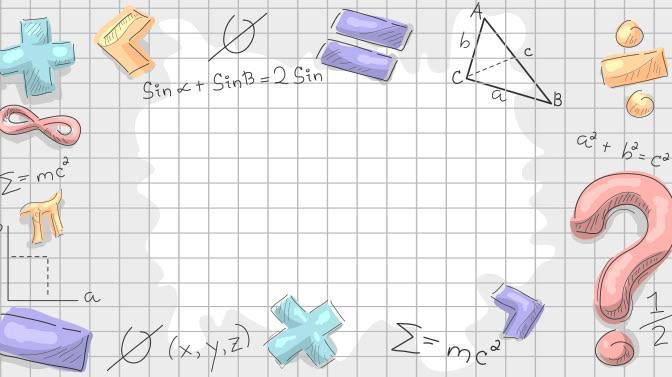 Sin α + Sin B = 2 Sin
A
b
c
C
a
B
a² + b² = c²
Σ = mc²
π
a
1/2
∅ (x, y, z)
Σ = mc²